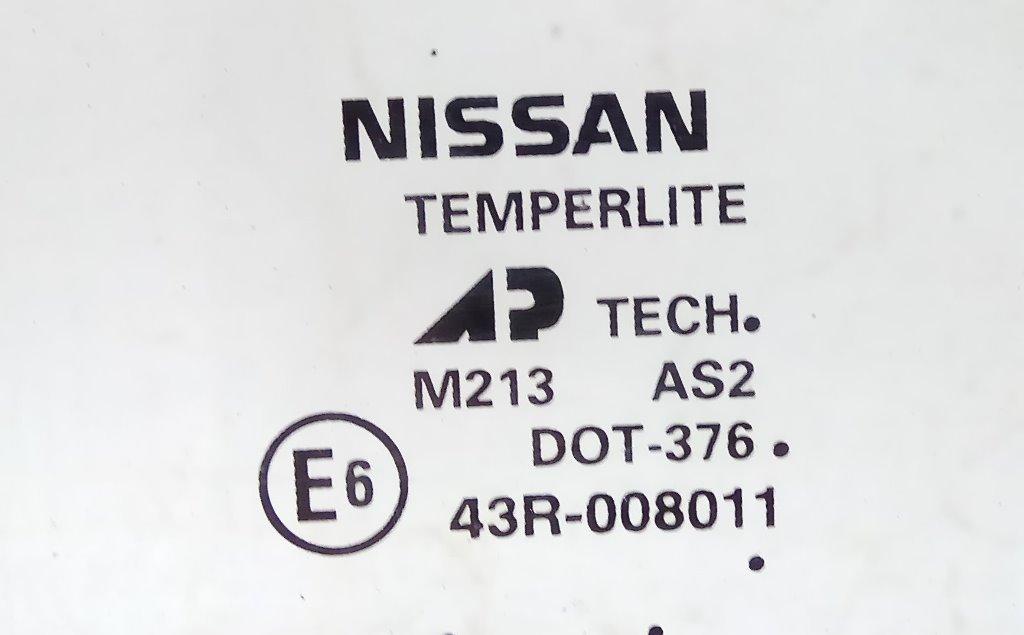 NISSAN
TEMPERLITE
AP TECH.
M213 AS2
DOT-376 .
E6
43R-008011